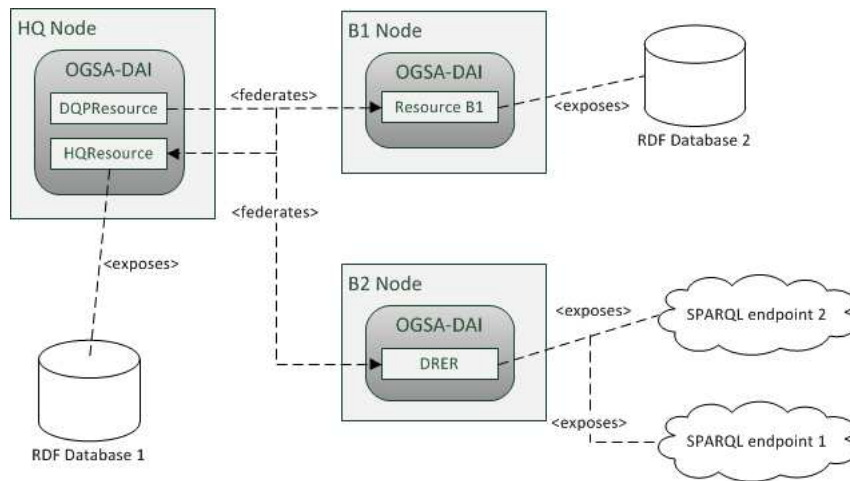 HQ Node
OGSA-DAI
DQPResource
HQResource
<federates>
<federates>
<exposes>
RDF Database 1
B1 Node
OGSA-DAI
Resource B1
<exposes>
RDF Database 2
B2 Node
OGSA-DAI
DRER
<exposes>
SPARQL endpoint 2
<exposes>
SPARQL endpoint 1